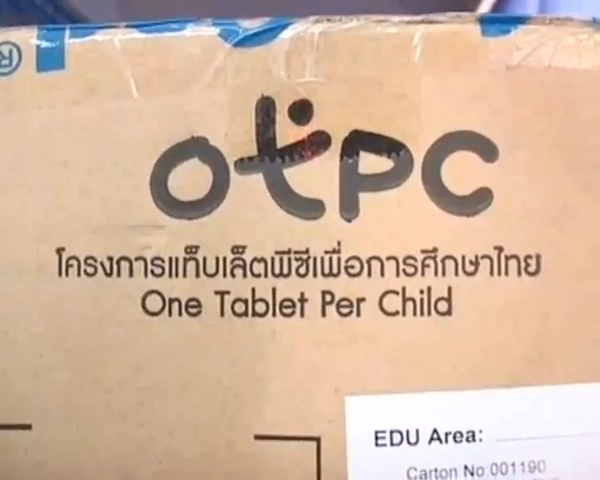 ®
otpc
โครงการแท็บเล็ตพีซีเพื่อการศึกษาไทย
One Tablet Per Child
EDU Area:
Carton No.001190